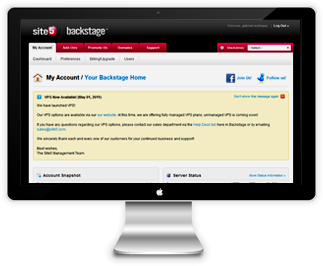 site5 backstage
Log Out »
My Account Add Ons Promote Us Domains Support
Dashboard Preferences Billing/Upgrade Users
My Account / Your Backstage Home
Join Us! Follow us!
VPS Now Available (May 01, 2010)
Don't show this message again
We have launched VPS!
Our VPS options are available via our our website. At this time, we are offering fully managed VPS plans; unmanaged VPS is coming soon!
If you have any questions regarding our VPS options, please contact our sales department via the Help Desk tab here in Backstage or by emailing
sales@site5.com.
We sincerely thank each and every one of our customers for your continued business and support!
Best wishes,
The Site5 Management Team
Account Snapshot
Server Status